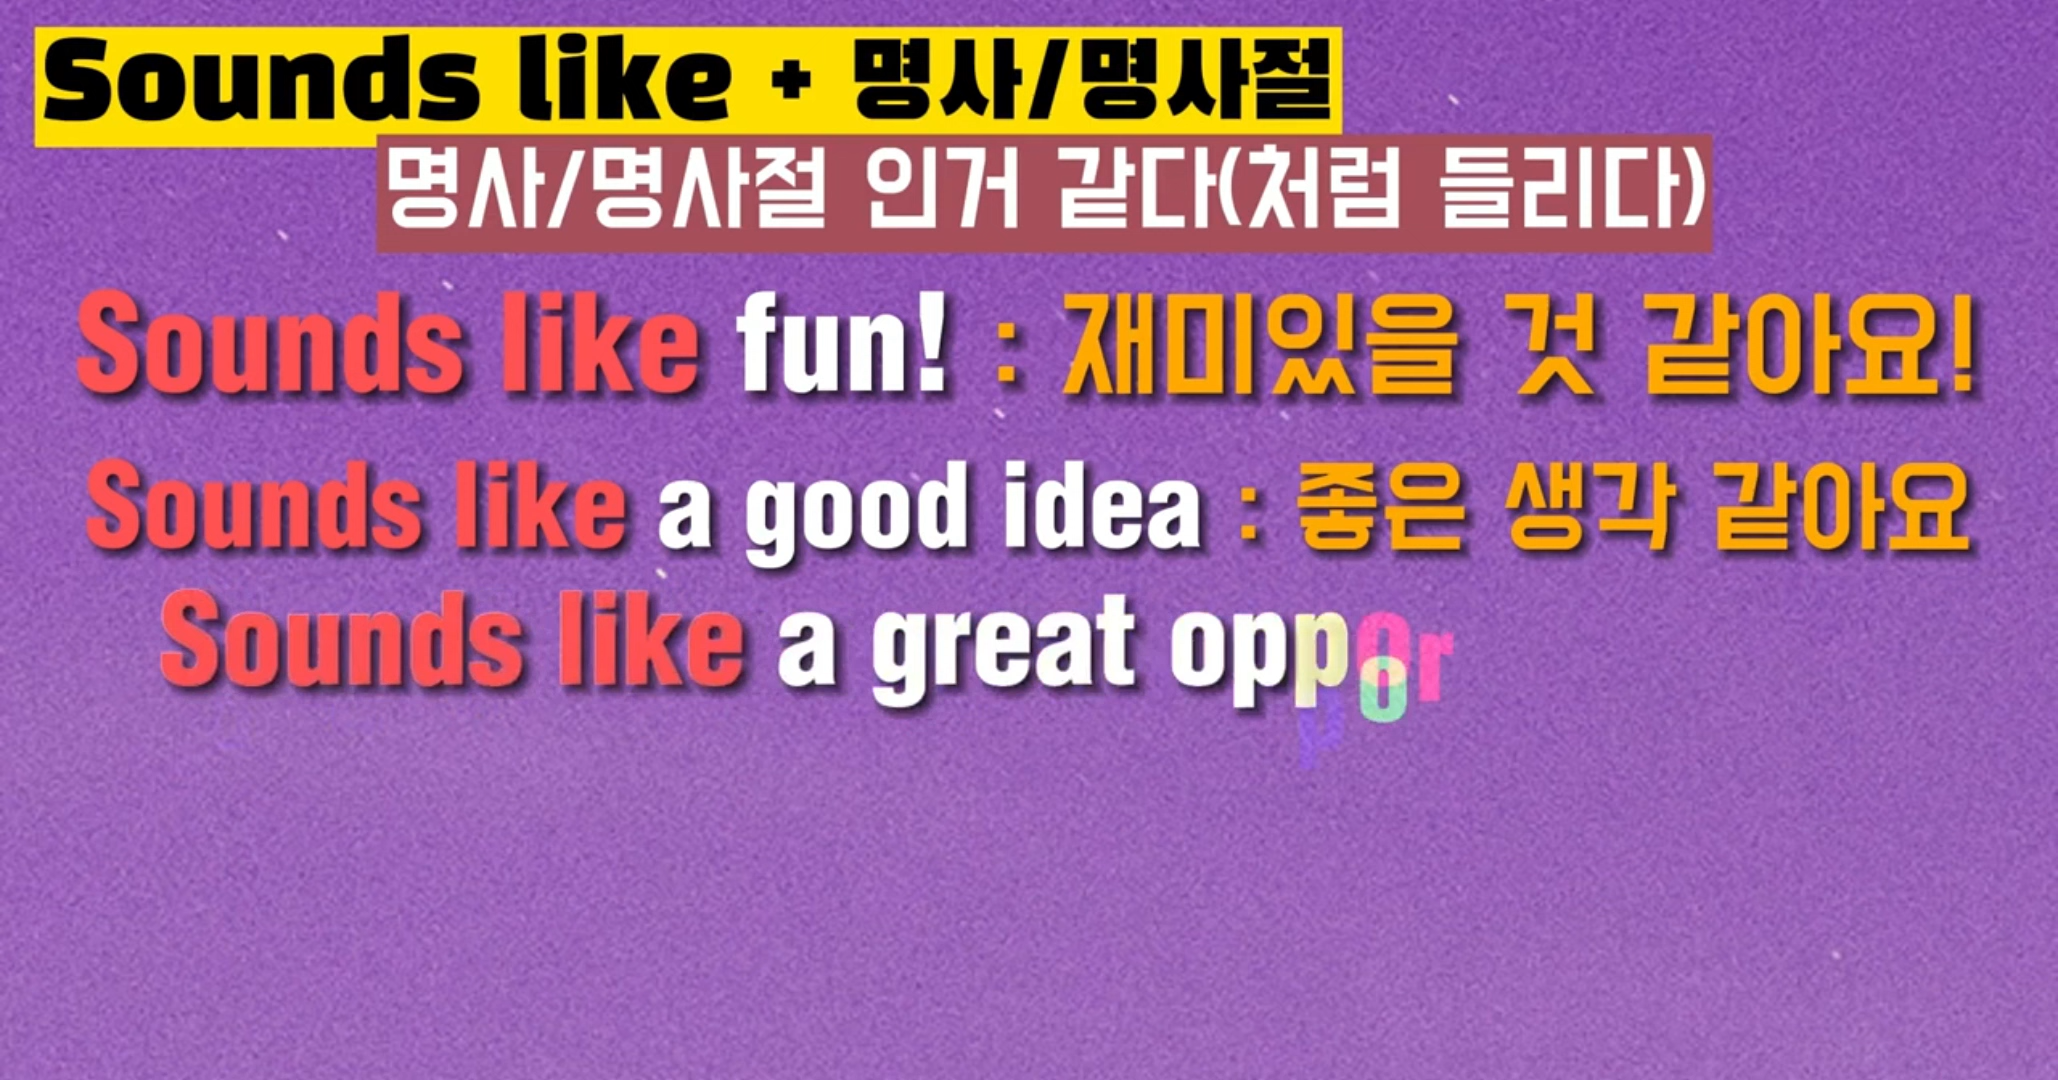 Sounds like + 명사/명사절
명사/명사절 인거 같다(처럼 들리다)
Sounds like fun! : 재미있을 것 같아요!
Sounds like a good idea : 좋은 생각 같아요
Sounds like a great